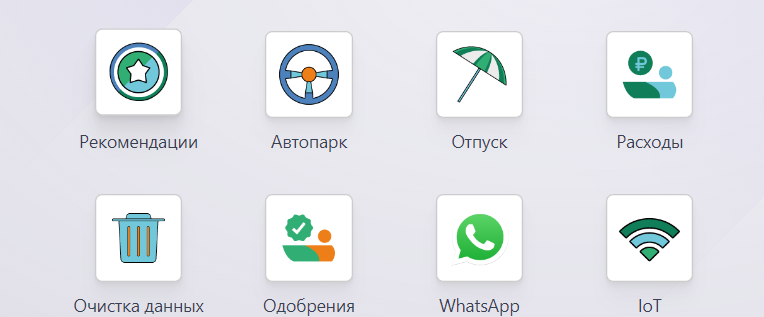 Рекомендации
Автопарк
Отпуск
Расходы
Очистка данных
Одобрения
WhatsApp
IoT